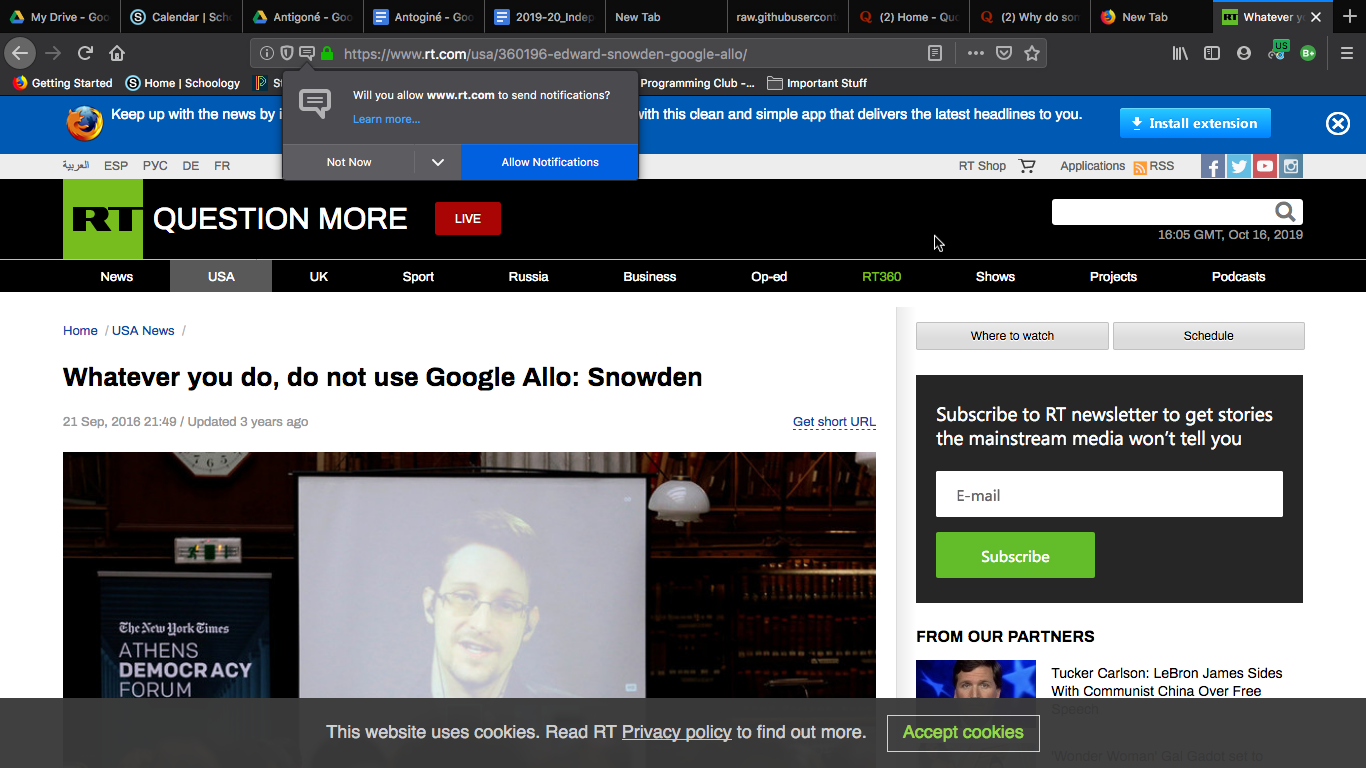 My Drive - Goo
Calendar | Scho
Antigoné - Goo
Antoginé - Goo
2019-20_Indep
New Tab
raw.githubusercont
(2) Home - Quo
(2) Why do som
New Tab
Whatever yo
https://www.rt.com/usa/360196-edward-snowden-google-allo/
US
B+
Getting Started
Home | Schoology
St
Programming Club -...
Important Stuff
Will you allow www.rt.com to send notifications?
Learn more...
Not Now
Allow Notifications
Keep up with the news by i
with this clean and simple app that delivers the latest headlines to you.
Install extension
العربية ESP РУС DE FR
RT Shop
Applications
RSS
RT QUESTION MORE
LIVE
16:05 GMT, Oct 16, 2019
News USA UK Sport Russia Business Op-ed RT360 Shows Projects Podcasts
Home / USA News /
Whatever you do, do not use Google Allo: Snowden
21 Sep, 2016 21:49 / Updated 3 years ago
Get short URL
The New York Times
ATHENS
DEMOCRACY
FORUM
Where to watch
Schedule
Subscribe to RT newsletter to get stories
the mainstream media won't tell you
E-mail
Subscribe
FROM OUR PARTNERS
Tucker Carlson: LeBron James Sides
With Communist China Over Free
Speech
'Wonder Woman' Gal Gadot set to
This website uses cookies. Read RT Privacy policy to find out more.
Accept cookies